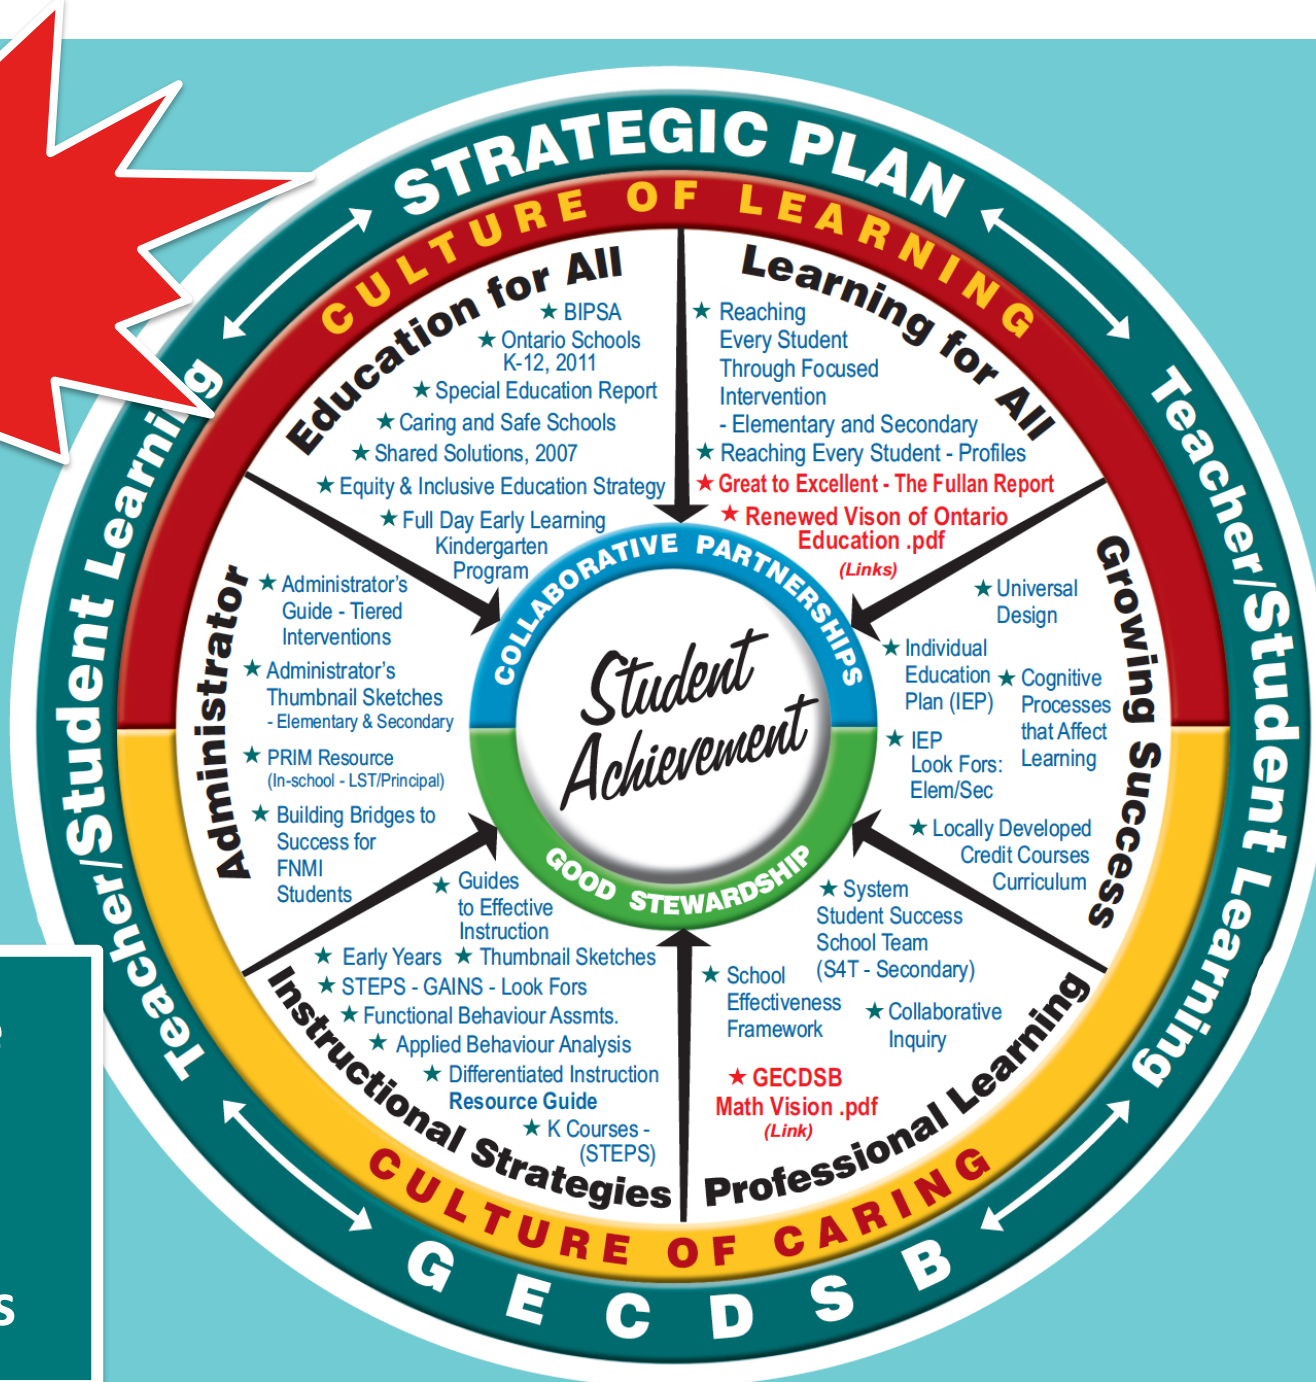 STRATEGIC PLAN
Teacher/Student Learning
Teacher/Student Learning
GECDSB
CULTURE OF LEARNING
CULTURE OF CARING
Education for All
★ BIPSA
★ Ontario Schools
K-12, 2011
★ Special Education Report
★ Caring and Safe Schools
★ Shared Solutions, 2007
★ Equity & Inclusive Education Strategy
★ Full Day Early Learning
Kindergarten
Program
Learning for All
★ Reaching
Every Student
Through Focused
Intervention
- Elementary and Secondary
★ Reaching Every Student - Profiles
★ Great to Excellent - The Fullan Report
★ Renewed Vison of Ontario
Education .pdf
(Links)
Growing Success
★ Universal
Design
★ Individual
Education
Plan (IEP)
★ Cognitive
Processes
that Affect
Learning
★ IEP
Look Fors:
Elem/Sec
★ Locally Developed
Credit Courses
Curriculum
Professional Learning
★ System
Student Success
School Team
(S4T - Secondary)
★ School
Effectiveness
Framework
★ Collaborative
Inquiry
★ GECDSB
Math Vision .pdf
(Link)
Instructional Strategies
★ Guides
to Effective
Instruction
★ Early Years ★ Thumbnail Sketches
★ STEPS - GAINS - Look Fors
★ Functional Behaviour Assmts.
★ Applied Behaviour Analysis
★ Differentiated Instruction
Resource Guide
★ K Courses -
(STEPS)
Administrator
★ Administrator's
Guide - Tiered
Interventions
★ Administrator's
Thumbnail Sketches
- Elementary & Secondary
★ PRIM Resource
(In-school - LST/Principal)
★ Building Bridges to
Success for
FNMI
Students
COLLABORATIVE PARTNERSHIPS
Student
Achievement
GOOD STEWARDSHIP